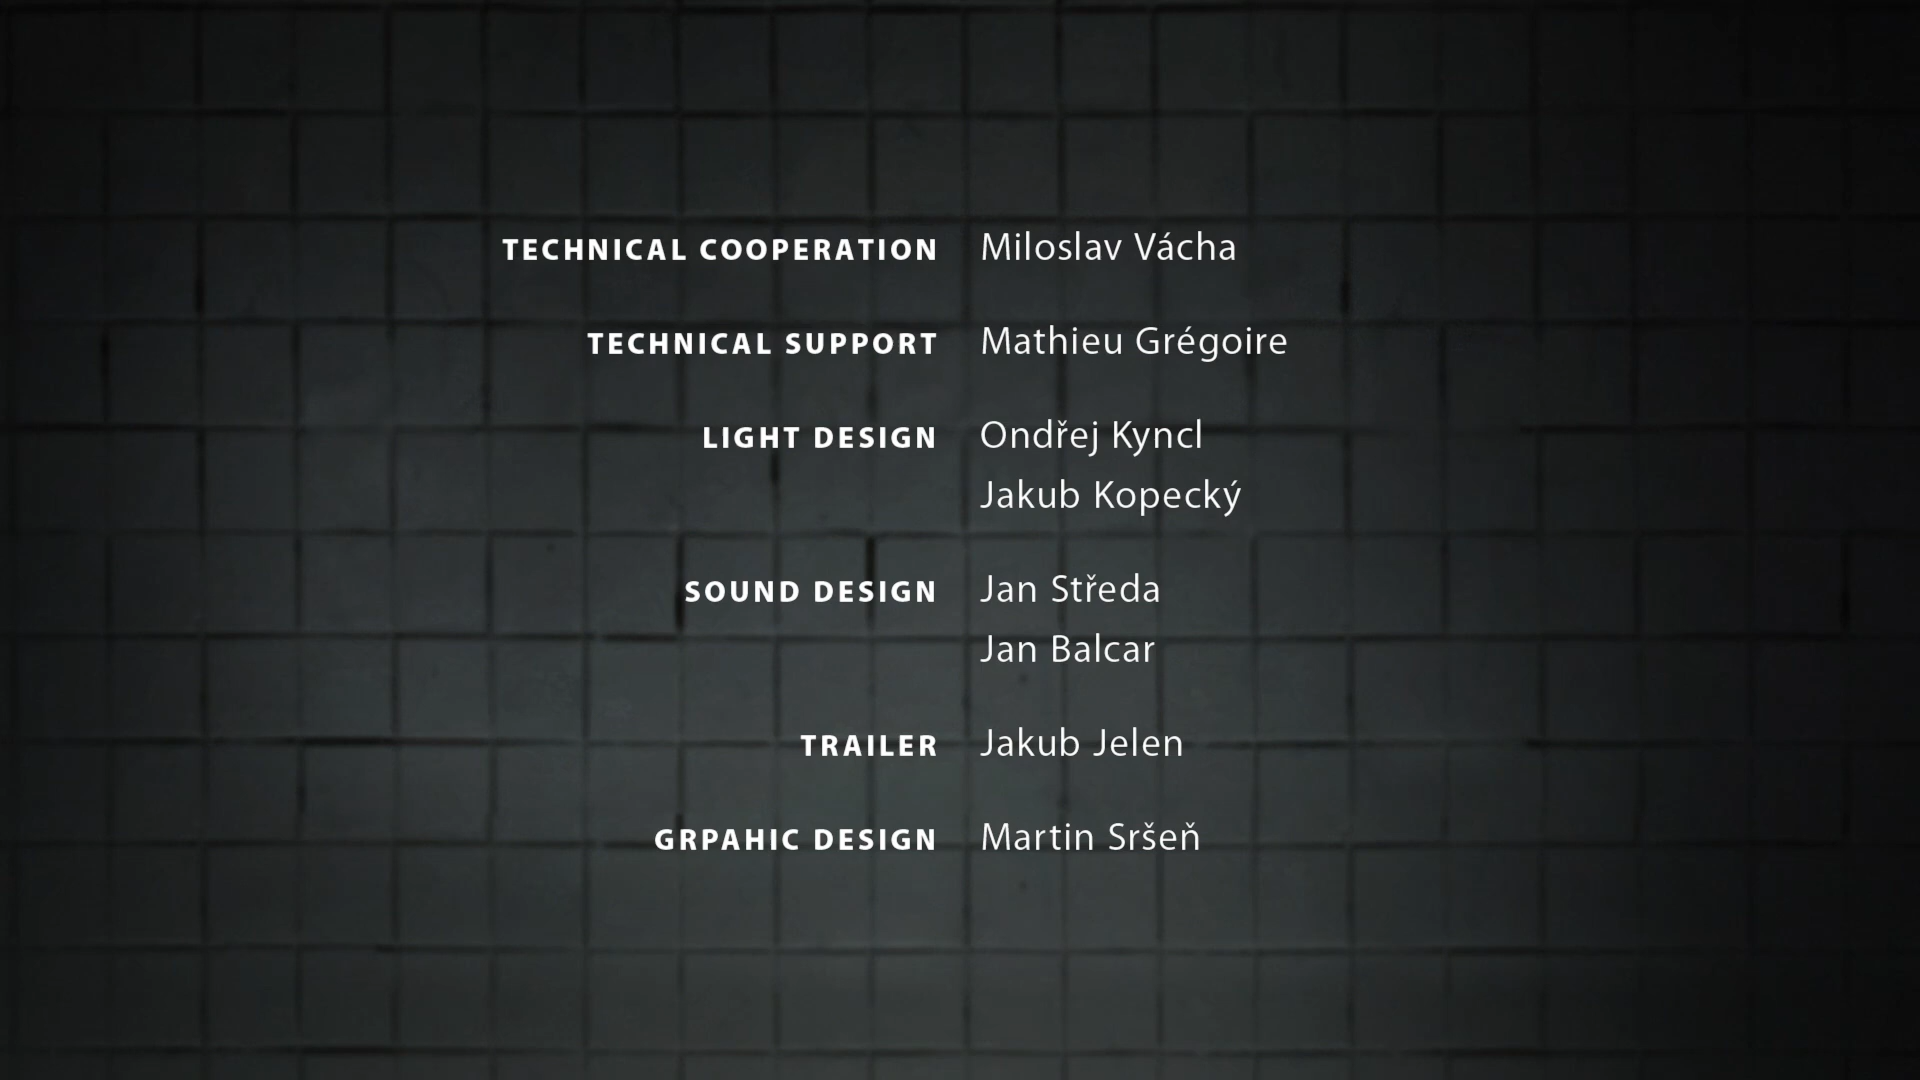 TECHNICAL COOPERATION Miloslav Vácha
TECHNICAL SUPPORT Mathieu Grégoire
LIGHT DESIGN Ondřej Kyncl
Jakub Kopecký
SOUND DESIGN Jan Středa
Jan Balcar
TRAILER Jakub Jelen
GRPAHIC DESIGN Martin Sršeň